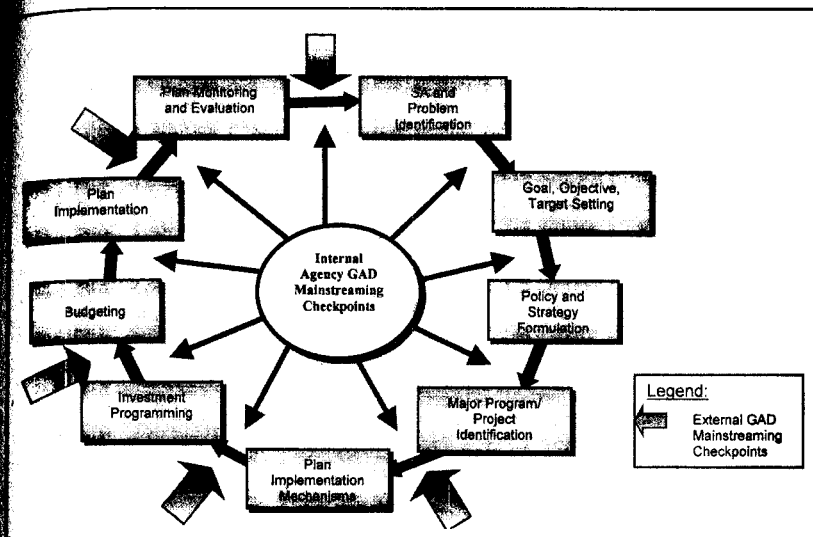 Plan Monitoring
and Evaluation
SA and
Problem
Identification
Goal, Objective,
Target Setting
Policy and
Strategy
Formulation
Major Program/
Project
Identification
Plan
Implementation
Mechanisms
Investment
Programming
Budgeting
Plan
Implementation
Internal
Agency GAD
Mainstreaming
Checkpoints
Legend:
External GAD
Mainstreaming
Checkpoints